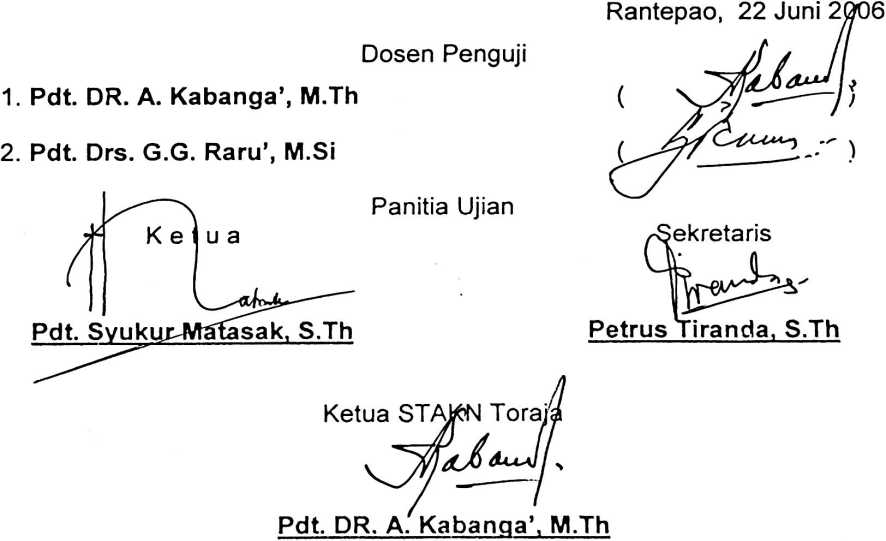 Rantepao, 22 Juni 2006
Dosen Penguji
1. Pdt. DR. A. Kabanga', M.Th ( )
2. Pdt. Drs. G.G. Raru', M.Si ( )
Panitia Ujian
Ketua Sekretaris
Pdt. Syukur Matasak, S.Th Petrus Tiranda, S.Th
Ketua STAKN Toraja
Pdt. DR. A. Kabanga', M.Th